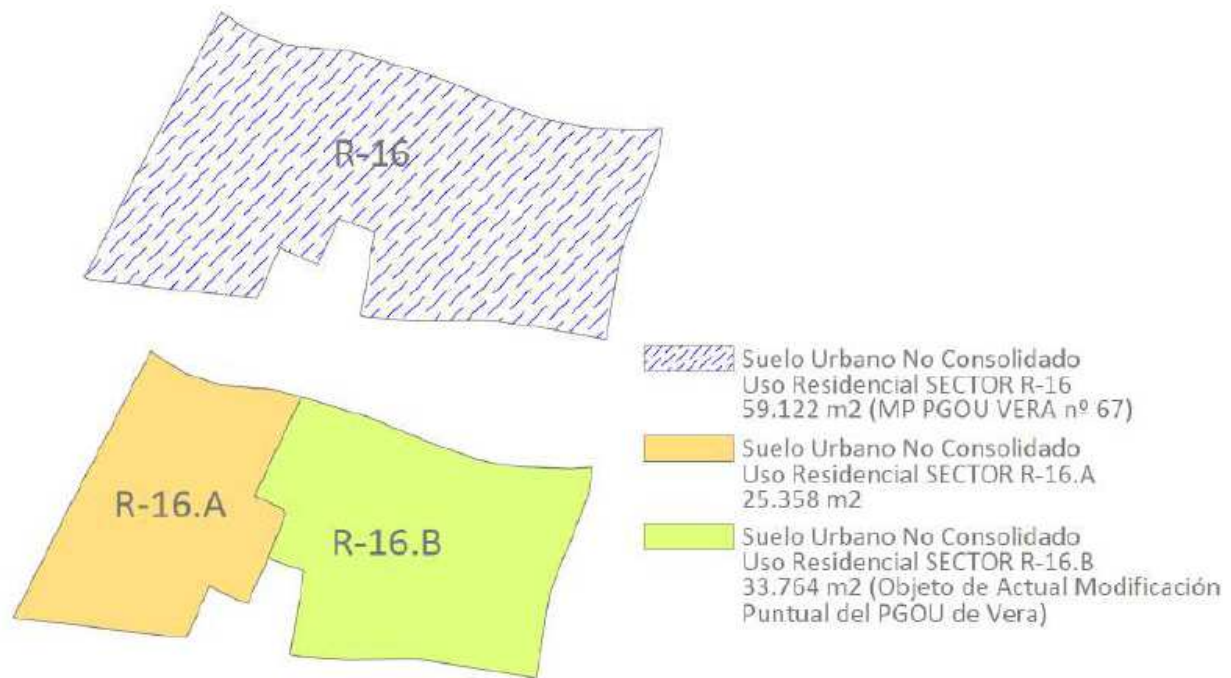 R-16
Suelo Urbano No Consolidado
Uso Residencial SECTOR R-16
59.122 m2 (MP PGOU VERA nº 67)
Suelo Urbano No Consolidado
Uso Residencial SECTOR R-16.A
25.358 m2
Suelo Urbano No Consolidado
Uso Residencial SECTOR R-16.B
33.764 m2 (Objeto de Actual Modificación
Puntual del PGOU de Vera)
R-16.A
R-16.B